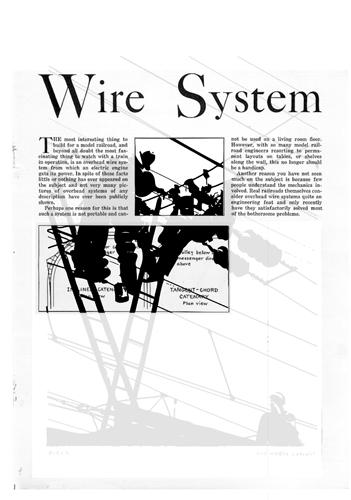 Wire System
THE most interesting thing to
build for a model railroad, and
beyond all doubt the most fas-
cinating thing to watch with a train
in operation, is an overhead wire sys-
tem from which an electric engine
gets its power. In spite of these facts
little or nothing has ever appeared on
the subject and not very many pic-
tures of overhead systems of any
description have ever been publicly
shown.
Perhaps one reason for this is that
such a system is not portable and can-
not be used on a living room floor.
However, with so many model rail-
road engineers resorting to perma-
nent layouts on tables, or shelves
along the wall, this no longer should
be a handicap.
Another reason you have not seen
much on the subject is because few
people understand the mechanics in-
volved. Real railroads themselves con-
sider overhead wire systems quite an
engineering feat and only recently
have they satisfactorily solved most
of the bothersome problems.
below
messenger
above
TANGENT-CHORD
CATENARY
Plan view